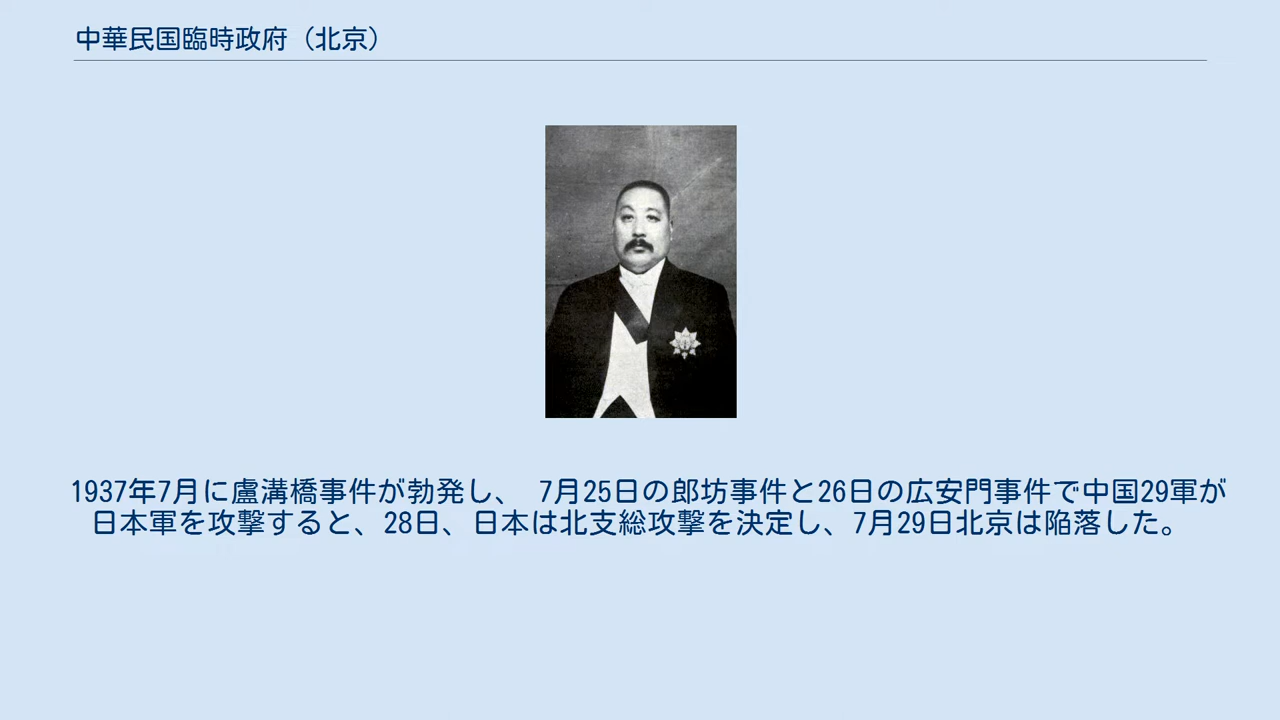 中華民国臨時政府（北京）
1937年7月に盧溝橋事件が勃発し、 7月25日の郎坊事件と26日の広安門事件で中国29軍が
日本軍を攻撃すると、28日、日本は北支総攻撃を決定し、7月29日北京は陥落した。